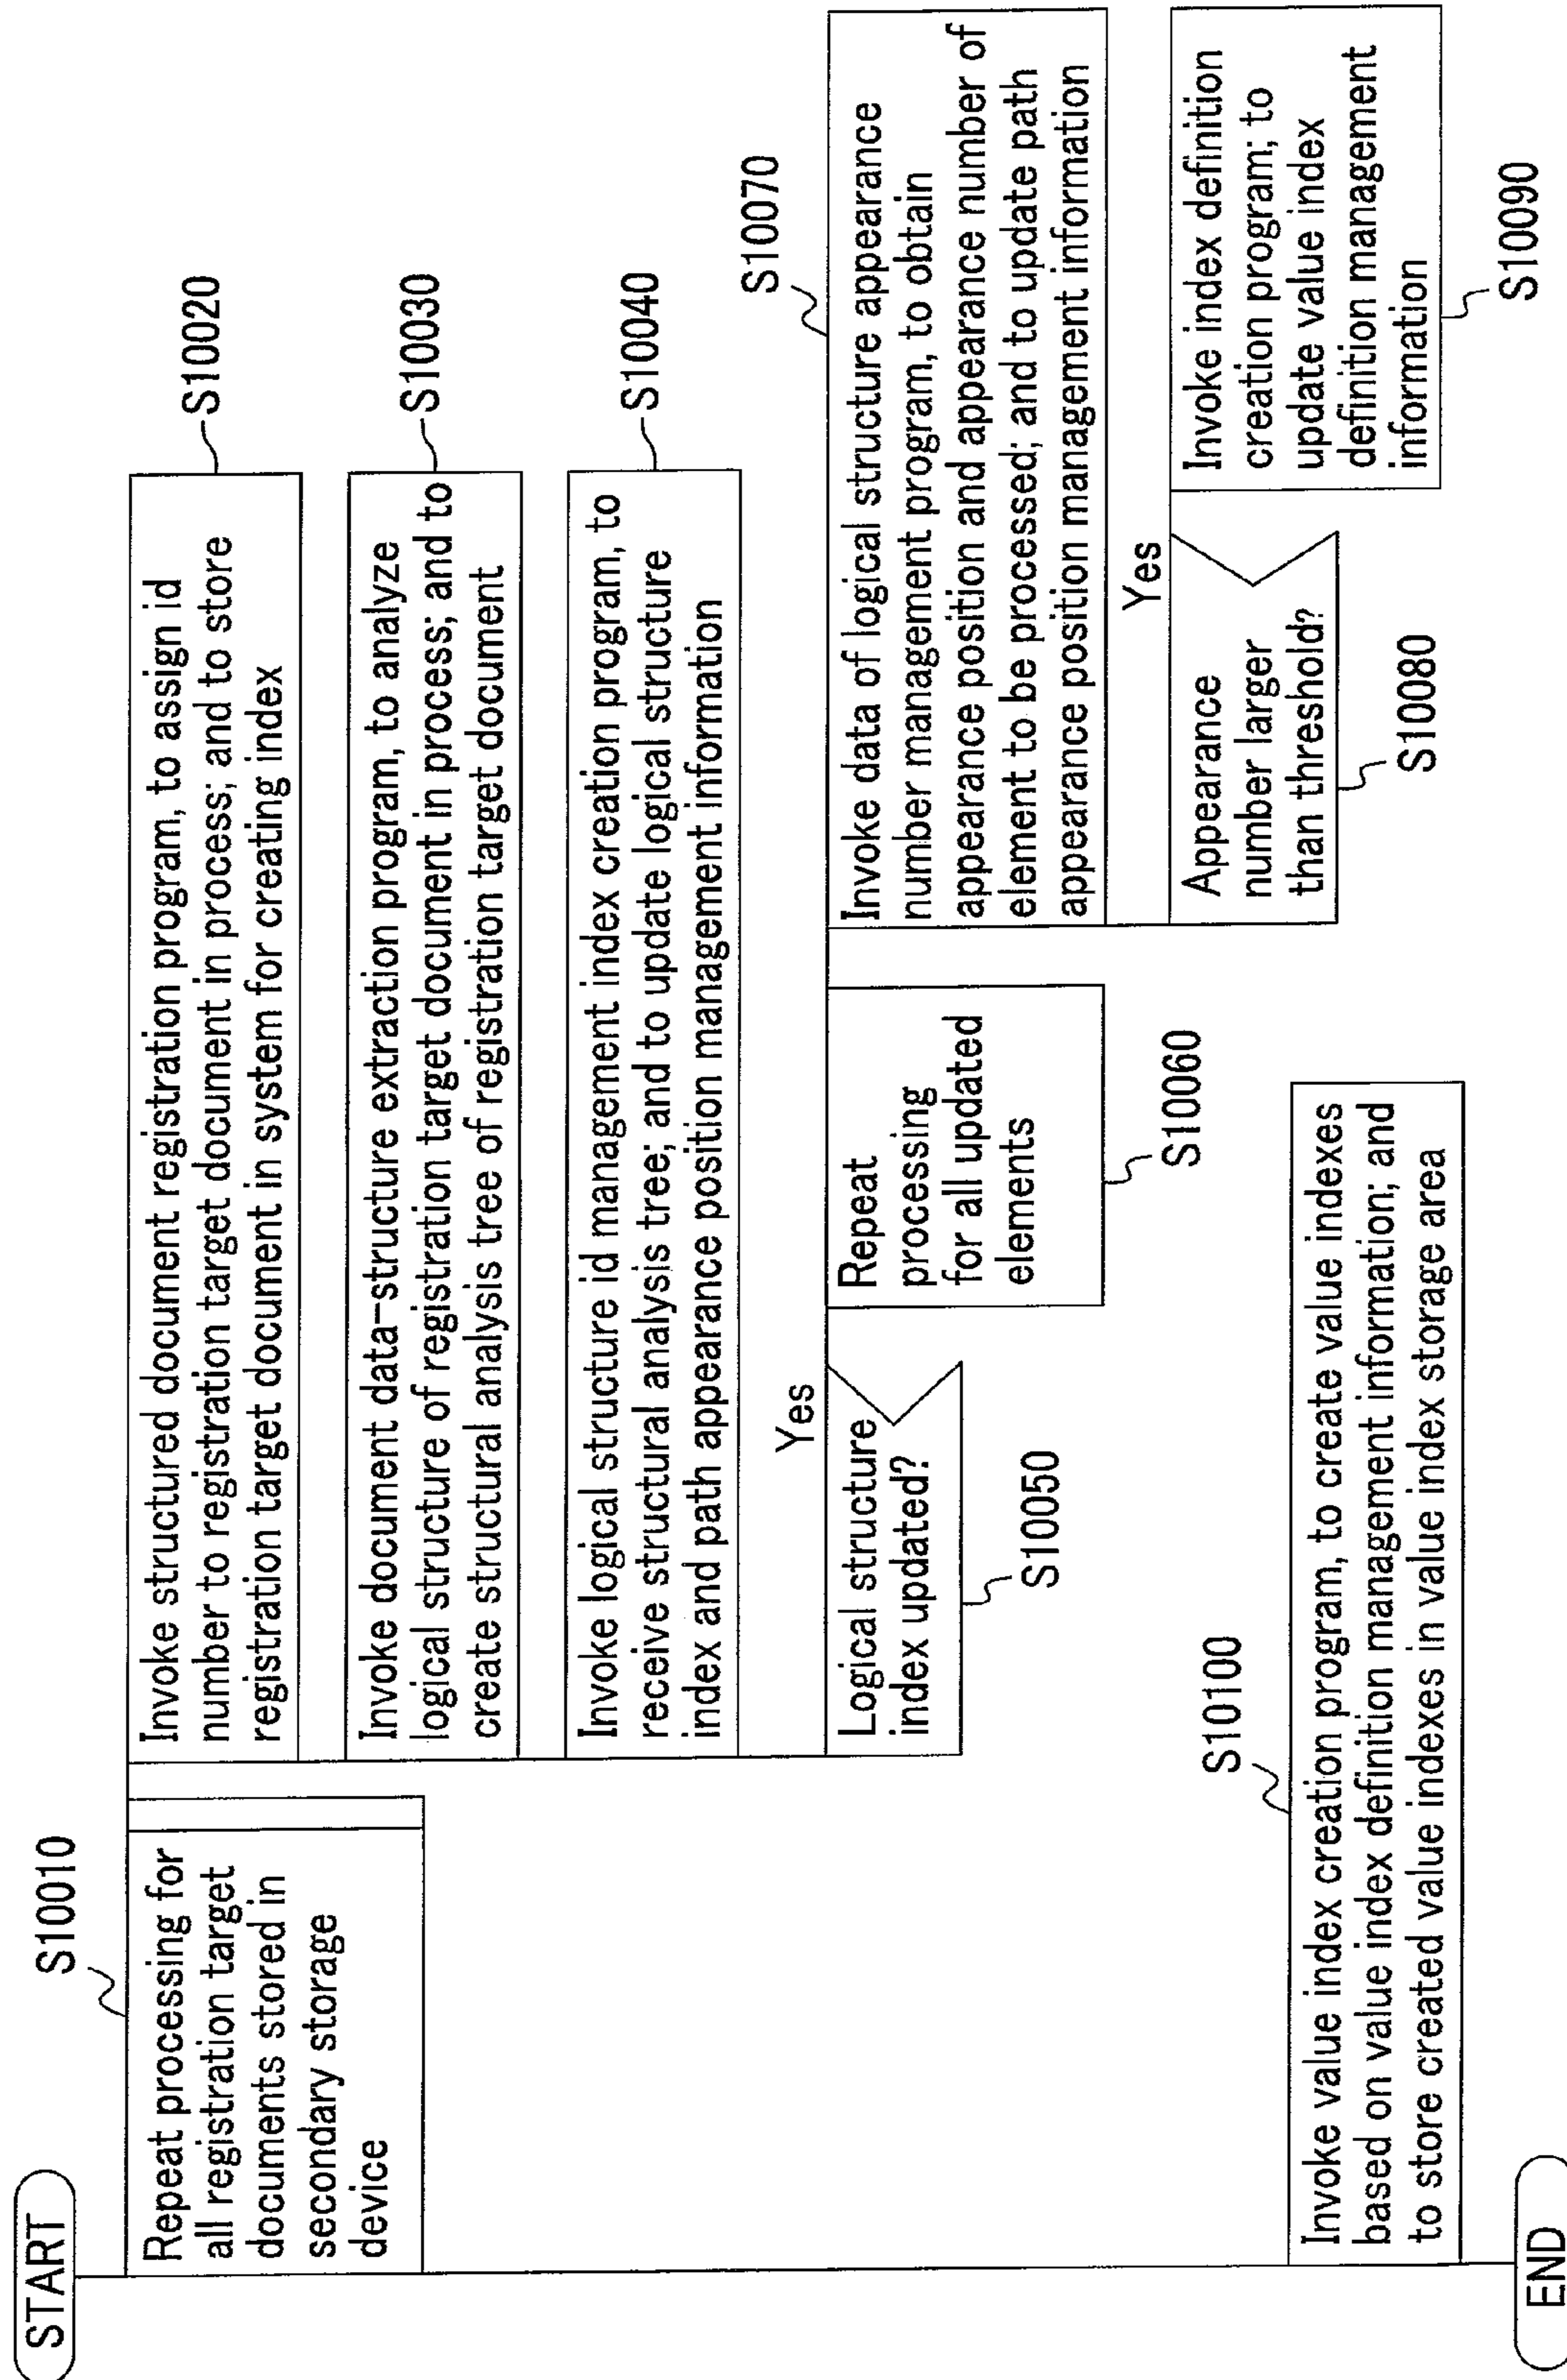 START
S10010
Repeat processing for
all registration target
documents stored in
secondary storage
device
Invoke structured document registration program, to assign id
number to registration target document in process; and to store
registration target document in system for creating index
S10020
Invoke document data-structure extraction program, to analyze
logical structure of registration target document in process; and to
create structural analysis tree of registration target document
S10030
Invoke logical structure id management index creation program, to
receive structural analysis tree; and to update logical structure
index and path appearance position management information
S10040
Yes
Logical structure
index updated?
S10050
Repeat
processing
for all updated
elements
S10060
S10070
Invoke data of logical structure appearance
number management program, to obtain
appearance position and appearance number of
element to be processed; and to update path
appearance position management information
Yes
Appearance
number larger
than threshold?
S10080
Invoke index definition
creation program; to
update value index
definition management
information
S10090
S10100
Invoke value index creation program, to create value indexes
based on value index definition management information; and
to store created value indexes in value index storage area
END